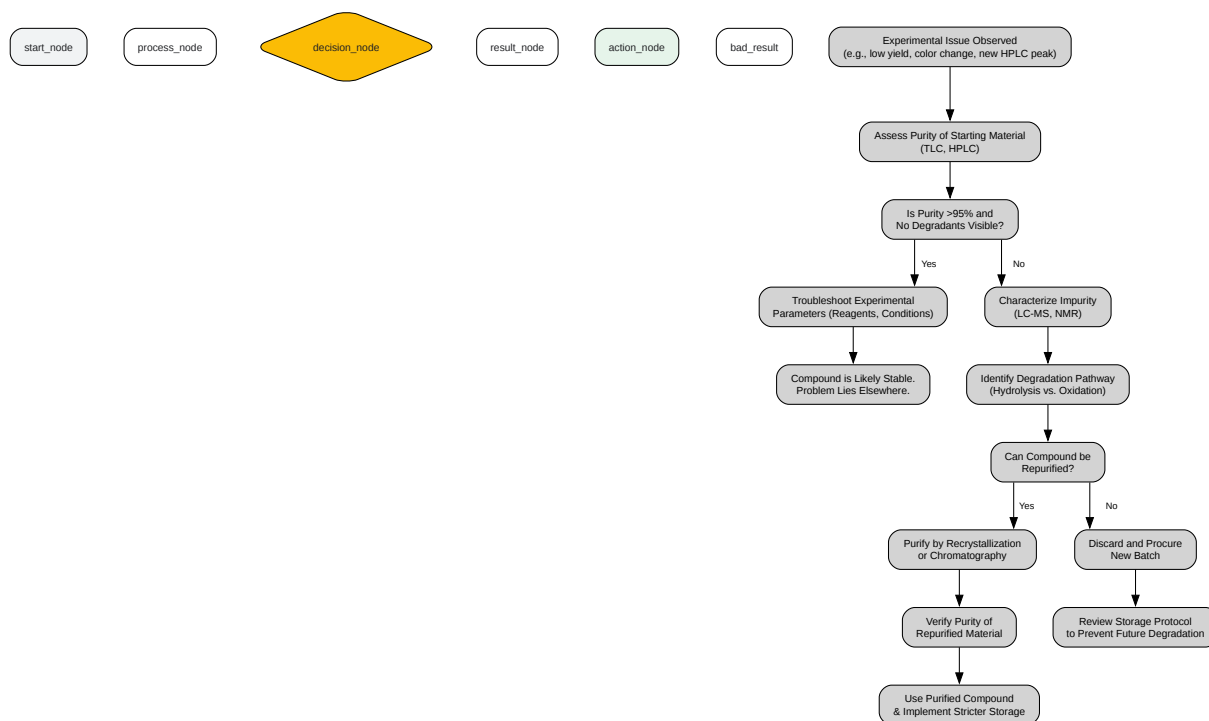 start_node
process_node
decision_node
result_node
action_node
bad_result
Experimental Issue Observed
(e.g., low yield, color change, new HPLC peak)
Assess Purity of Starting Material
(TLC, HPLC)
Is Purity >95% and
No Degradants Visible?
Yes
No
Troubleshoot Experimental
Parameters (Reagents, Conditions)
Characterize Impurity
(LC-MS, NMR)
Compound is Likely Stable.
Problem Lies Elsewhere.
Identify Degradation Pathway
(Hydrolysis vs. Oxidation)
Can Compound be
Repurified?
Yes
No
Purify by Recrystallization
or Chromatography
Discard and Procure
New Batch
Verify Purity of
Repurified Material
Review Storage Protocol
to Prevent Future Degradation
Use Purified Compound
& Implement Stricter Storage